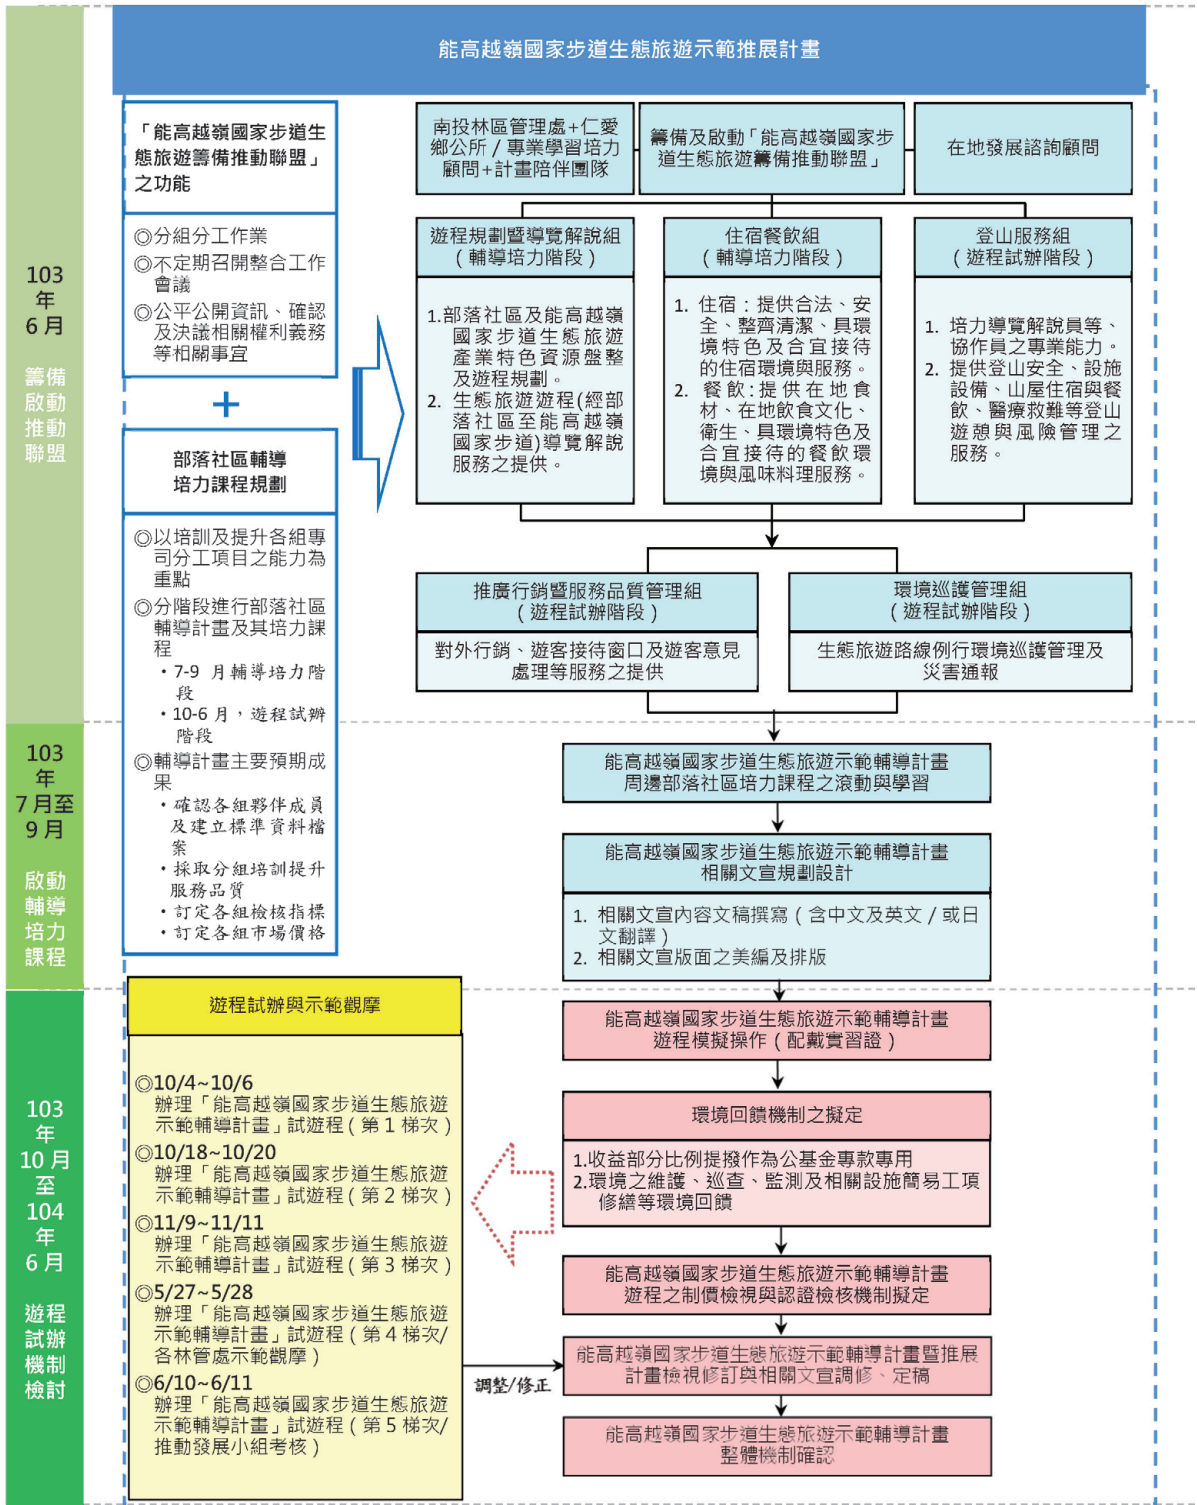 能高越嶺國家步道生態旅遊示範推展計畫
103
年
6月
籌備
啟動
推動
聯盟
「能高越嶺國家步道生
態旅遊籌備推動聯盟」
之功能
◎分組分工作業
◎不定期召開整合工作
會議
◎公平公開資訊、確認
及決議相關權利義務
等相關事宜
+
部落社區輔導
培力課程規劃
◎以培訓及提升各組專
司分工項目之能力為
重點
◎分階段進行部落社區
輔導計畫及其培力課
程
・7-9 月輔導培力階
段
・10-6 月，遊程試辦
階段
◎輔導計畫主要預期成
果
・確認各組夥伴成員
及建立標準資料檔
案
・採取分組培訓提升
服務品質
・訂定各組檢核指標
・訂定各組市場價格
南投林區管理處+仁愛
鄉公所/專業學習培力
顧問+計畫陪伴團隊
籌備及啟動「能高越嶺國家步
道生態旅遊籌備推動聯盟」
在地發展諮詢顧問
遊程規劃暨導覽解說組
（輔導培力階段）
1.部落社區及能高越嶺
國家步道生態旅遊
產業特色資源盤整
及遊程規劃。
2. 生態旅遊遊程(經部
落社區至能高越嶺
國家步道)導覽解說
服務之提供。
住宿餐飲組
（輔導培力階段）
1. 住宿：提供合法、安
全、整齊清潔、具環
境特色及合宜接待
的住宿環境與服務。
2. 餐飲:提供在地食
材、在地飲食文化、
衛生、具環境特色及
合宜接待的餐飲環
境與風味料理服務。
登山服務組
（遊程試辦階段）
1. 培力導覽解說員等、
協作員之專業能力。
2. 提供登山安全、設施
設備、山屋住宿與餐
飲、醫療救難等登山
遊憩與風險管理之
服務。
推廣行銷暨服務品質管理組
（遊程試辦階段）
對外行銷、遊客接待窗口及遊客意見
處理等服務之提供
環境巡護管理組
（遊程試辦階段）
生態旅遊路線例行環境巡護管理及
災害通報
103
年
7月至
9月
啟動
輔導
培力
課程
能高越嶺國家步道生態旅遊示範輔導計畫
周邊部落社區培力課程之滾動與學習
能高越嶺國家步道生態旅遊示範輔導計畫
相關文宣規劃設計
1. 相關文宣內容文稿撰寫（含中文及英文/或日
文翻譯）
2. 相關文宣版面之美編及排版
103
年
10月
至
104
年
6月
遊程
試辦
機制
檢討
遊程試辦與示範觀摩
◎10/4~10/6
辦理「能高越嶺國家步道生態旅遊
示範輔導計畫」試遊程（第1梯次）
◎10/18~10/20
辦理「能高越嶺國家步道生態旅遊
示範輔導計畫」試遊程（第2梯次）
◎11/9~11/11
辦理「能高越嶺國家步道生態旅遊
示範輔導計畫」試遊程（第3梯次）
◎5/27~5/28
辦理「能高越嶺國家步道生態旅遊
示範輔導計畫」試遊程（第4梯次/
各林管處示範觀摩）
◎6/10~6/11
辦理「能高越嶺國家步道生態旅遊
示範輔導計畫」試遊程（第5梯次/
推動發展小組考核）
調整/修正
能高越嶺國家步道生態旅遊示範輔導計畫
遊程模擬操作（配戴實習證）
環境回饋機制之擬定
1.收益部分比例提撥作為公基金專款專用
2.環境之維護、巡查、監測及相關設施簡易工項
修繕等環境回饋
能高越嶺國家步道生態旅遊示範輔導計畫
遊程之制價檢視與認證檢核機制擬定
能高越嶺國家步道生態旅遊示範輔導計畫暨推展
計畫檢視修訂與相關文宣調修、定稿
能高越嶺國家步道生態旅遊示範輔導計畫
整體機制確認